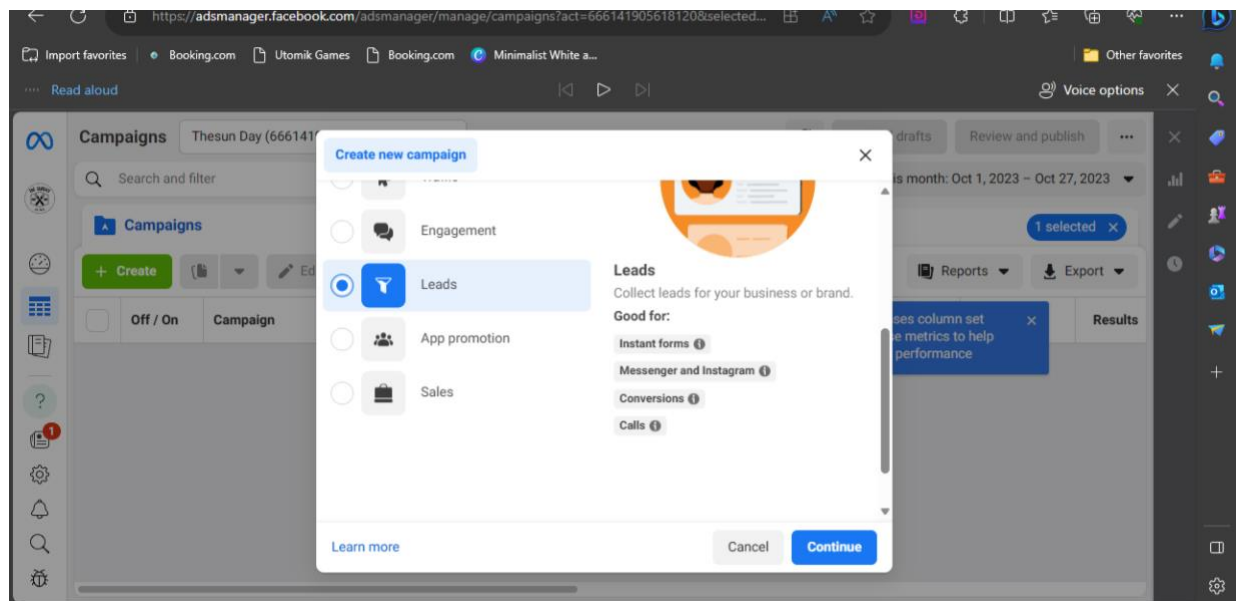 https://adsmanager.facebook.com/adsmanager/manage/campaigns?act=666141905618120&selected...
Import favorites Booking.com Utomik Games Booking.com Minimalist White a... Other favorites
Read aloud Voice options
Campaigns Thesun Day (6661419 drafts Review and publish
Create new campaign
Search and filter is month: Oct 1, 2023 – Oct 27, 2023
Campaigns Engagement 1 selected
+ Create Ed Leads Leads Reports Export
Collect leads for your business or brand.
Off / On Campaign Good for: ses column set Results
App promotion Instant forms e metrics to help
Messenger and Instagram performance
Sales Conversions
Calls
1
Learn more Cancel Continue